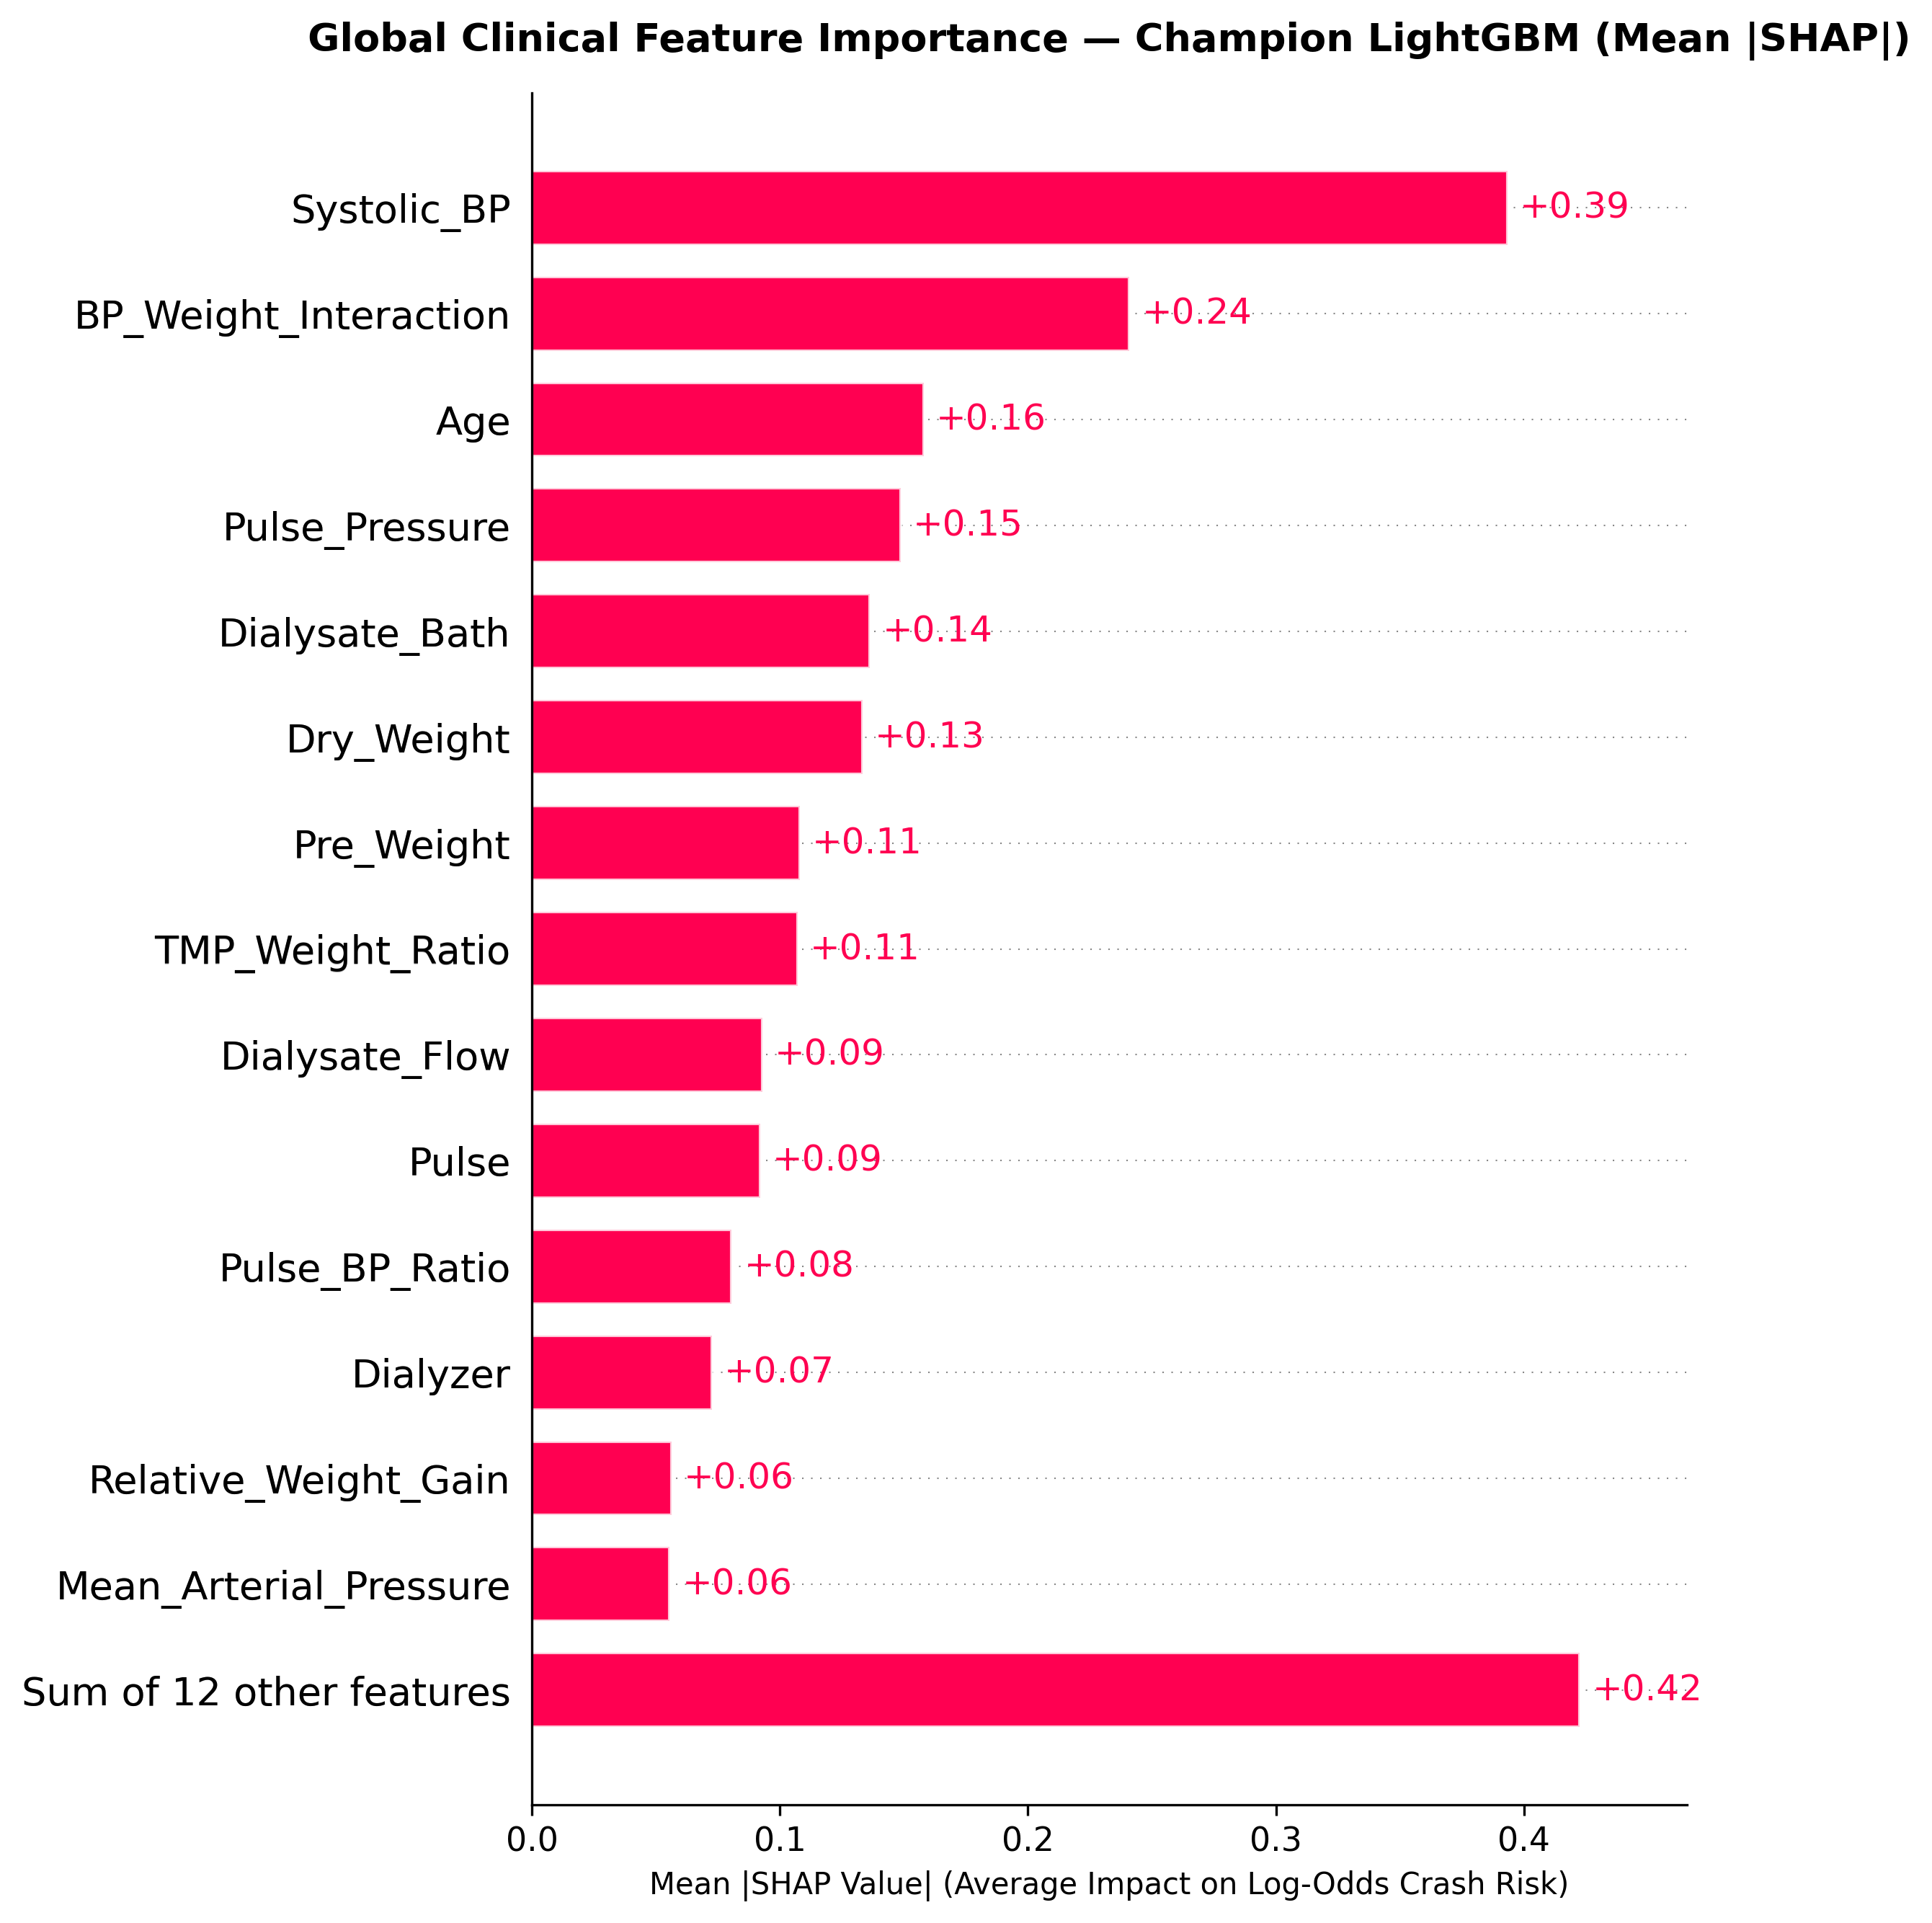 Global Clinical Feature Importance — Champion LightGBM (Mean |SHAP|)
Systolic_BP +0.39
BP_Weight_Interaction +0.24
Age +0.16
Pulse_Pressure +0.15
Dialysate_Bath +0.14
Dry_Weight +0.13
Pre_Weight +0.11
TMP_Weight_Ratio +0.11
Dialysate_Flow +0.09
Pulse +0.09
Pulse_BP_Ratio +0.08
Dialyzer +0.07
Relative_Weight_Gain +0.06
Mean_Arterial_Pressure +0.06
Sum of 12 other features +0.42
0.0 0.1 0.2 0.3 0.4
Mean |SHAP Value| (Average Impact on Log-Odds Crash Risk)